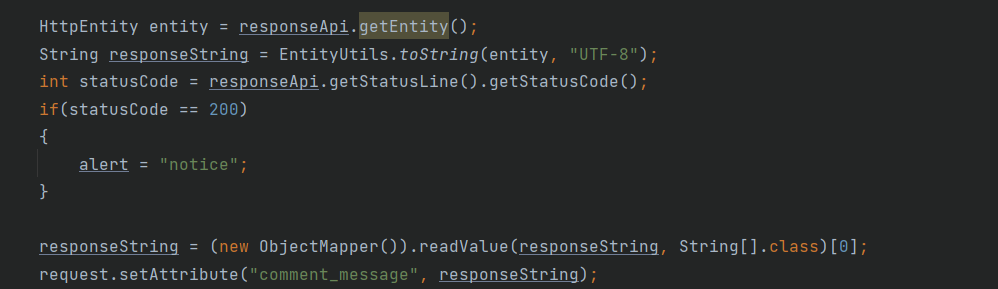 HttpEntity entity = responseApi.getEntity();
String responseString = EntityUtils.toString(entity, "UTF-8");
int statusCode = responseApi.getStatusLine().getStatusCode();
if(statusCode == 200)
{
    alert = "notice";
}

responseString = (new ObjectMapper()).readValue(responseString, String[].class)[0];
request.setAttribute("comment_message", responseString);